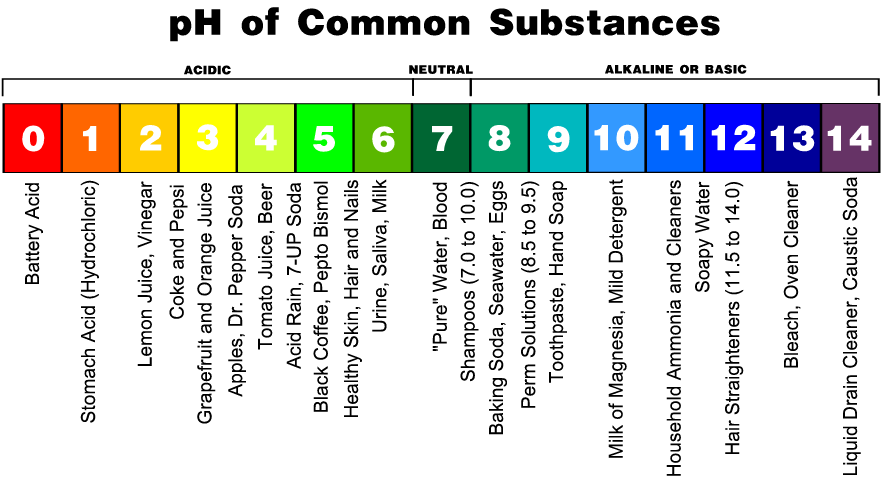 pH of Common Substances
ACIDIC
NEUTRAL
ALKALINE OR BASIC
0
1
2
3
4
5
6
7
8
9
10
11
12
13
14
Battery Acid
Stomach Acid (Hydrochloric)
Lemon Juice, Vinegar
Coke and Pepsi
Grapefruit and Orange Juice
Apples, Dr. Pepper Soda
Tomato Juice, Beer
Acid Rain, 7-UP Soda
Black Coffee, Pepto Bismol
Healthy Skin, Hair and Nails
Urine, Saliva, Milk
"Pure" Water, Blood
Shampoos (7.0 to 10.0)
Baking Soda, Seawater, Eggs
Perm Solutions (8.5 to 9.5)
Toothpaste, Hand Soap
Milk of Magnesia, Mild Detergent
Household Ammonia and Cleaners
Soapy Water
Hair Straighteners (11.5 to 14.0)
Bleach, Oven Cleaner
Liquid Drain Cleaner, Caustic Soda